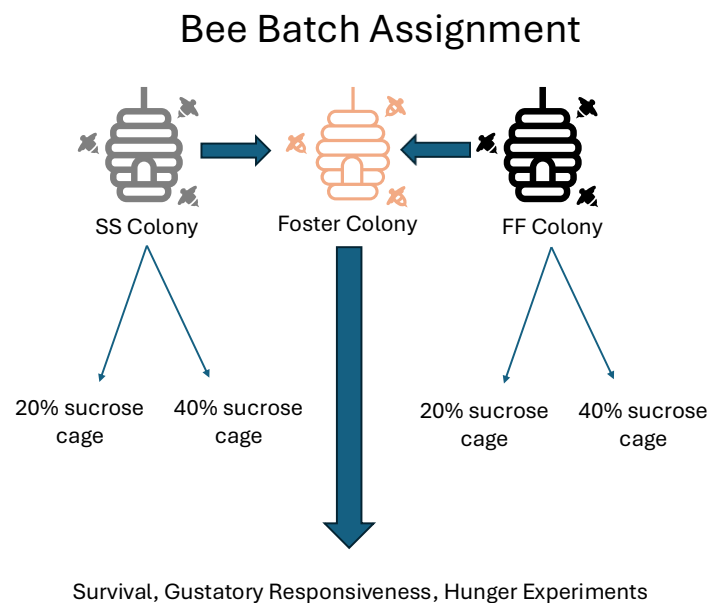 Bee Batch Assignment
SS Colony
Foster Colony
FF Colony
20% sucrose
cage
40% sucrose
cage
20% sucrose
cage
40% sucrose
cage
Survival, Gustatory Responsiveness, Hunger Experiments